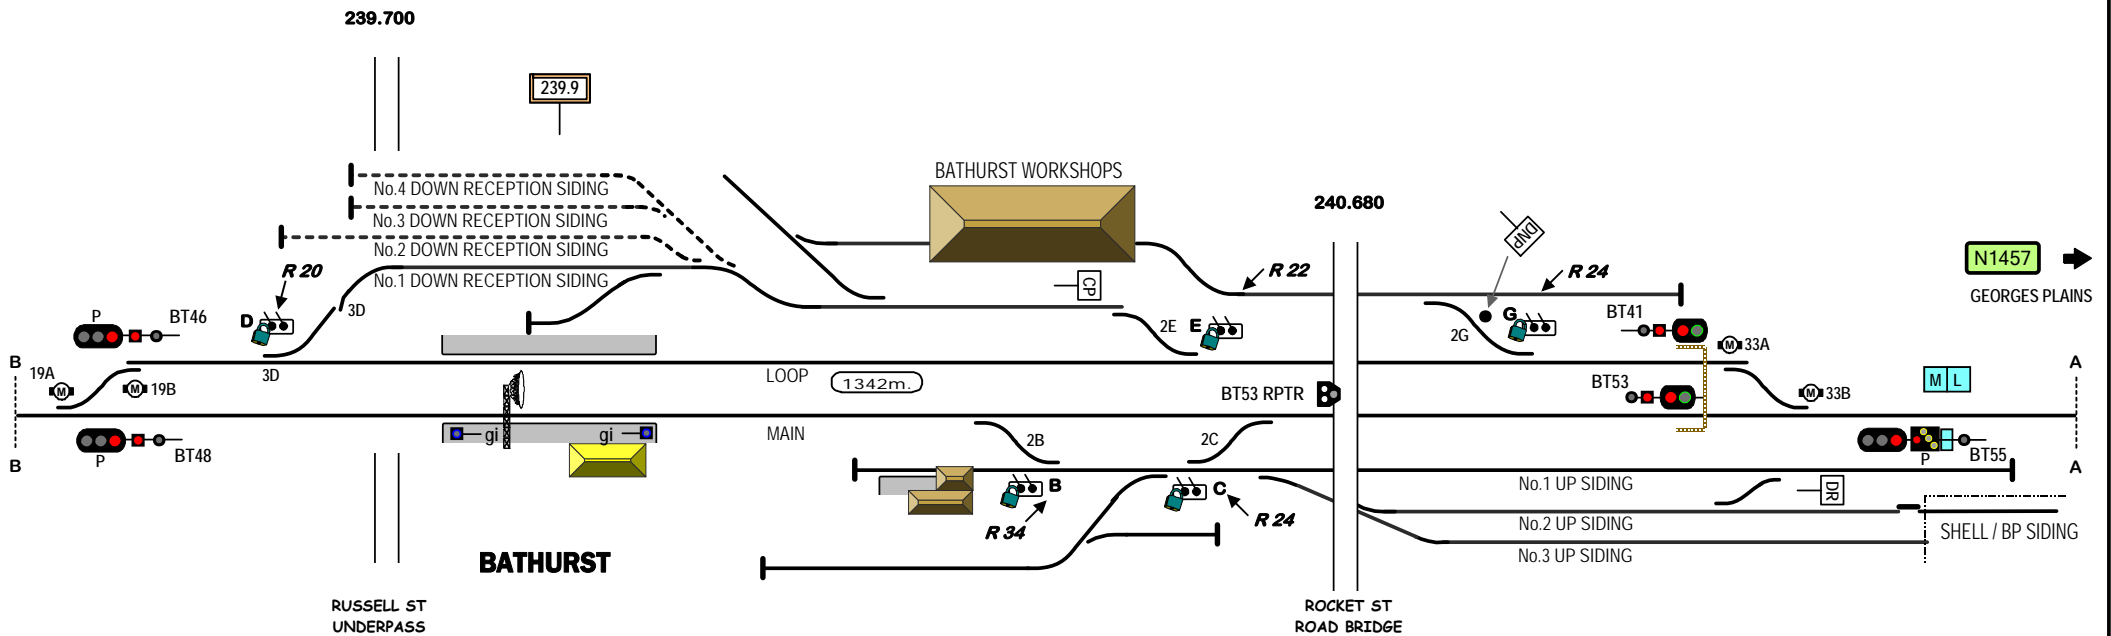 239.700
239.9
BATHURST WORKSHOPS
No.4 DOWN RECEPTION SIDING
No.3 DOWN RECEPTION SIDING
No.2 DOWN RECEPTION SIDING
No.1 DOWN RECEPTION SIDING
240.680
DNP
N1457
GEORGES PLAINS
R 20
R 22
R 24
CP
P
BT46
D
3D
2E
E
2G
G
BT41
33A
B
19A
M
M
19B
3D
LOOP
1342m.
BT53 RPTR
BT53
M
M
33B
M L
A
P
BT48
gi
gi
MAIN
2B
2C
P
BT55
B
A
B
R 34
C
R 24
No.1 UP SIDING
DR
No.2 UP SIDING
No.3 UP SIDING
SHELL / BP SIDING
BATHURST
RUSSELL ST
UNDERPASS
ROCKET ST
ROAD BRIDGE